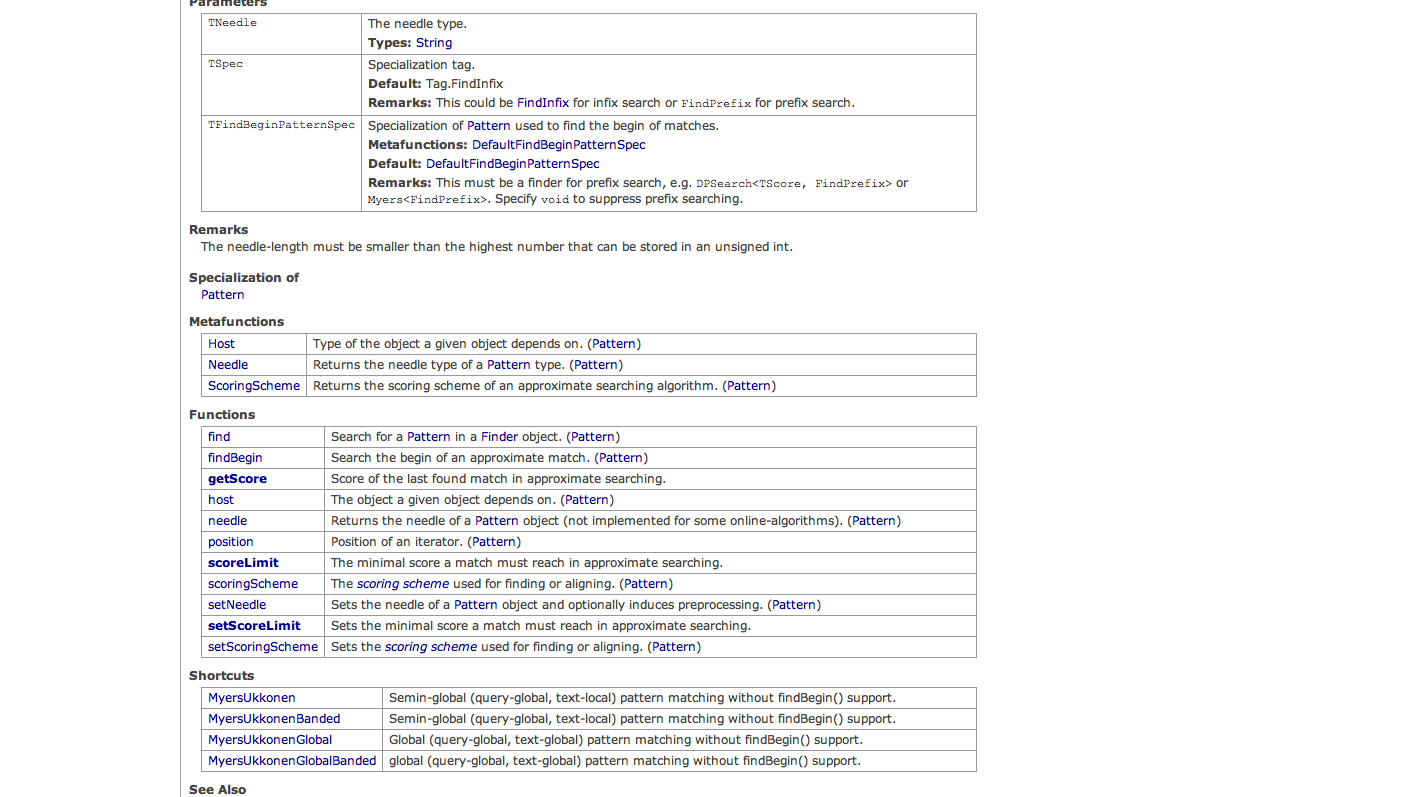 Parameters
TNeedle The needle type.
Types: String
TSpec Specialization tag.
Default: Tag.FindInfix
Remarks: This could be FindInfix for infix search or FindPrefix for prefix search.
TFindBeginPatternSpec Specialization of Pattern used to find the begin of matches.
Metafunctions: DefaultFindBeginPatternSpec
Default: DefaultFindBeginPatternSpec
Remarks: This must be a finder for prefix search, e.g. DPSearch<TScore, FindPrefix> or
Myers<FindPrefix>. Specify void to suppress prefix searching.
Remarks
The needle-length must be smaller than the highest number that can be stored in an unsigned int.
Specialization of
Pattern
Metafunctions
Host Type of the object a given object depends on. (Pattern)
Needle Returns the needle type of a Pattern type. (Pattern)
ScoringScheme Returns the scoring scheme of an approximate searching algorithm. (Pattern)
Functions
find Search for a Pattern in a Finder object. (Pattern)
findBegin Search the begin of an approximate match. (Pattern)
getScore Score of the last found match in approximate searching.
host The object a given object depends on. (Pattern)
needle Returns the needle of a Pattern object (not implemented for some online-algorithms). (Pattern)
position Position of an iterator. (Pattern)
scoreLimit The minimal score a match must reach in approximate searching.
scoringScheme The scoring scheme used for finding or aligning. (Pattern)
setNeedle Sets the needle of a Pattern object and optionally induces preprocessing. (Pattern)
setScoreLimit Sets the minimal score a match must reach in approximate searching.
setScoringScheme Sets the scoring scheme used for finding or aligning. (Pattern)
Shortcuts
MyersUkkonen Semin-global (query-global, text-local) pattern matching without findBegin() support.
MyersUkkonenBanded Semin-global (query-global, text-local) pattern matching without findBegin() support.
MyersUkkonenGlobal Global (query-global, text-global) pattern matching without findBegin() support.
MyersUkkonenGlobalBanded global (query-global, text-global) pattern matching without findBegin() support.
See Also